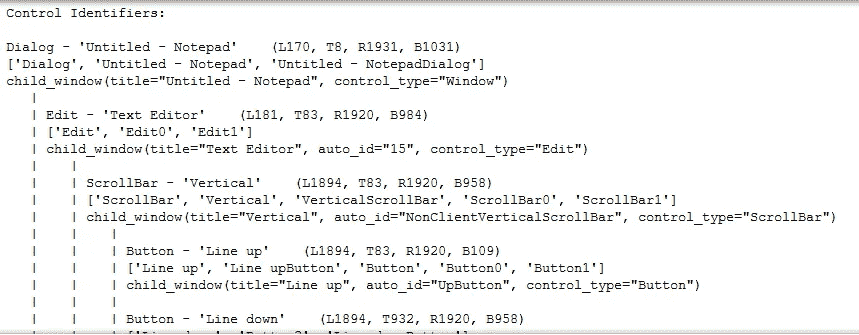 Control Identifiers:
Dialog - 'Untitled - Notepad'    (L170, T8, R1931, B1031)
['Dialog', 'Untitled - Notepad', 'Untitled - NotepadDialog']
child_window(title="Untitled - Notepad", control_type="Window")
   |
   | Edit - 'Text Editor'    (L181, T83, R1920, B984)
   | ['Edit', 'Edit0', 'Edit1']
   | child_window(title="Text Editor", auto_id="15", control_type="Edit")
   |    |
   |    | ScrollBar - 'Vertical'    (L1894, T83, R1920, B958)
   |    | ['ScrollBar', 'Vertical', 'VerticalScrollBar', 'ScrollBar0', 'ScrollBar1']
   |    | child_window(title="Vertical", auto_id="NonClientVerticalScrollBar", control_type="ScrollBar")
   |    |    |
   |    |    | Button - 'Line up'    (L1894, T83, R1920, B109)
   |    |    | ['Line up', 'Line upButton', 'Button', 'Button0', 'Button1']
   |    |    | child_window(title="Line up", auto_id="UpButton", control_type="Button")
   |    |    |
   |    |    | Button - 'Line down'    (L1894, T932, R1920, B958)